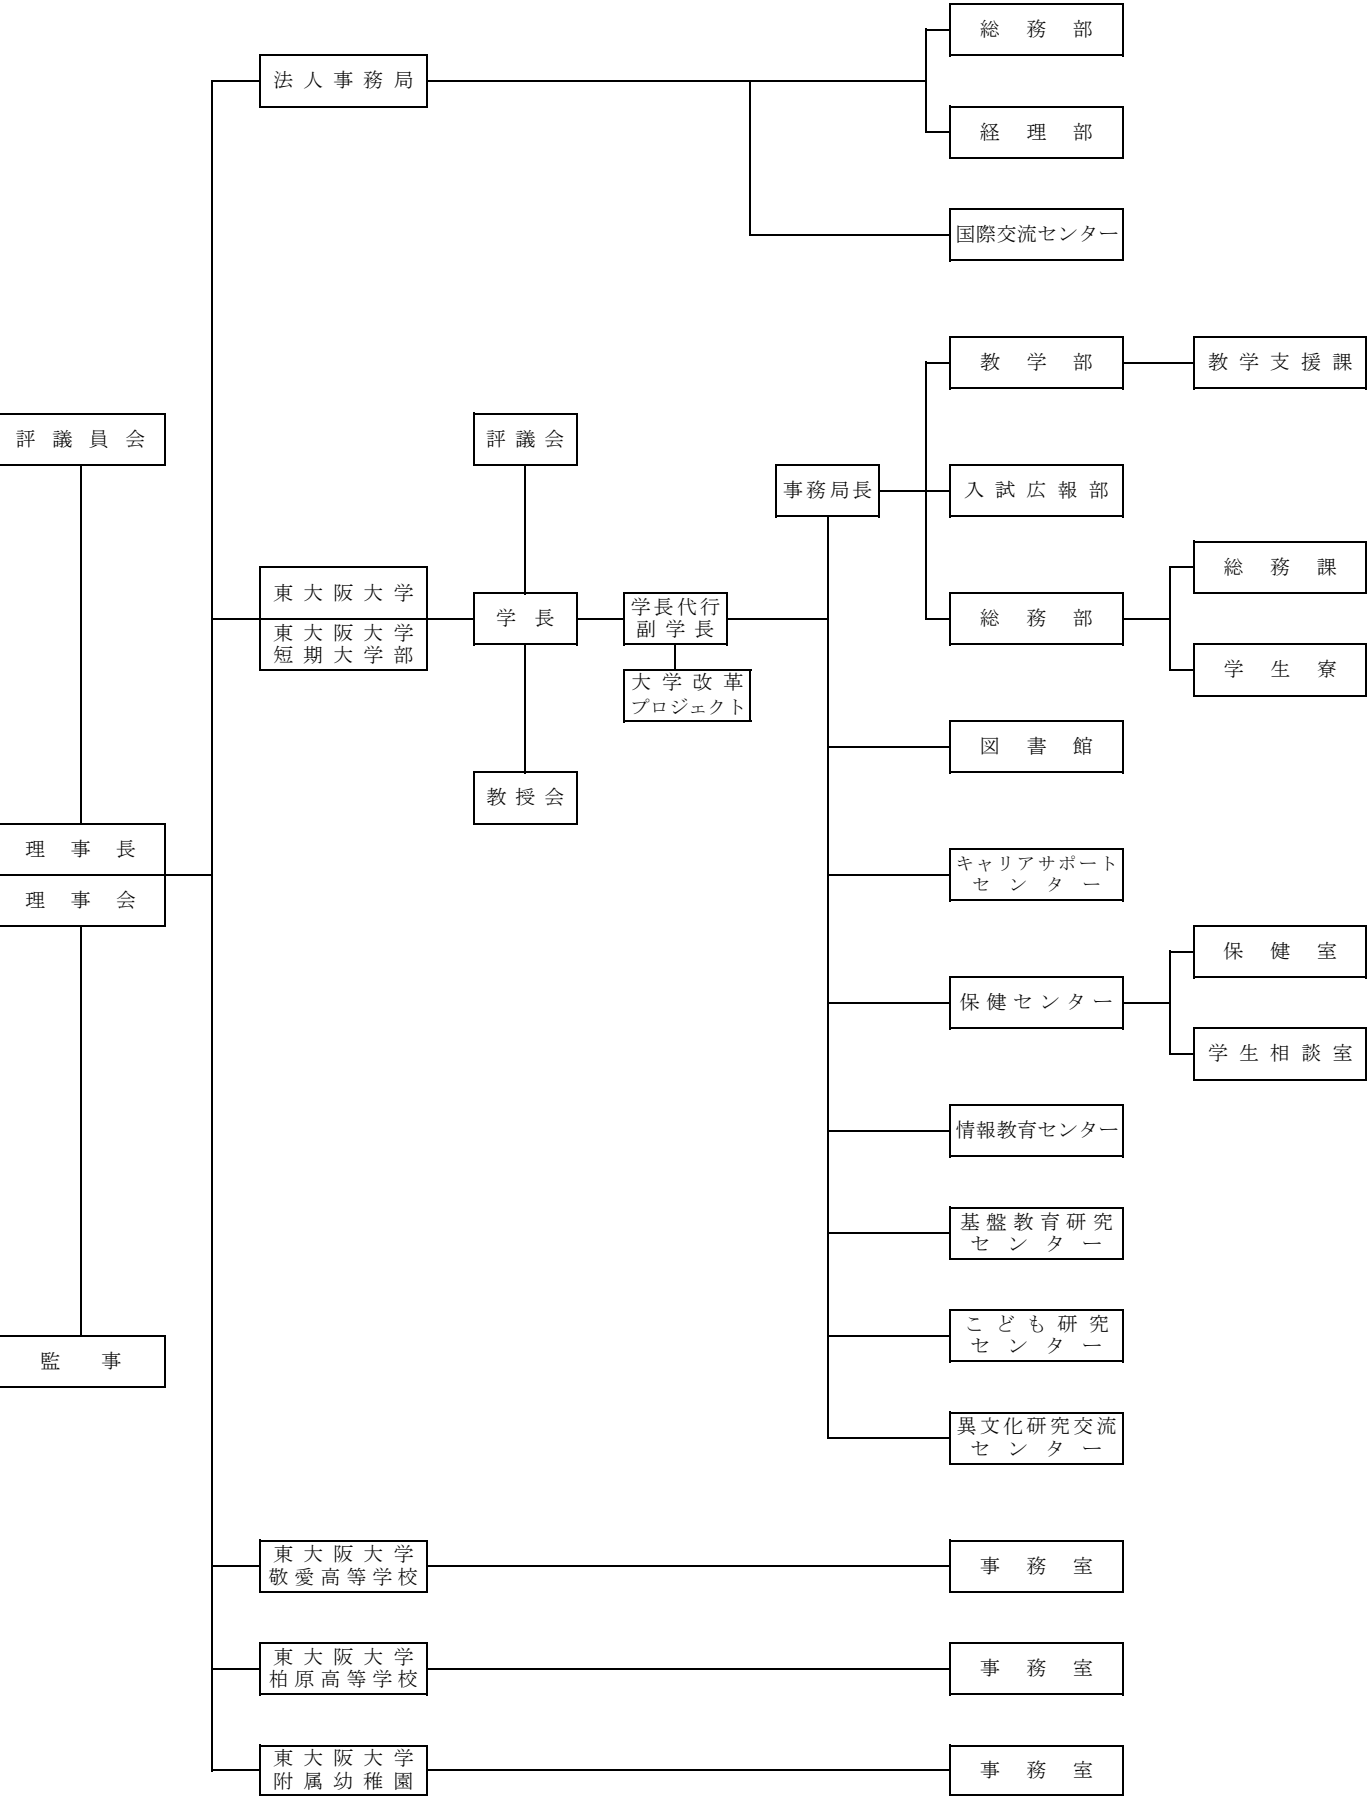 総務部
法人事務局
経理部
国際交流センター
教学部
教学支援課
評議員会
評議会
事務局長
入試広報部
総務課
東大阪大学
東大阪大学
短期大学部
学長
学長代行
副学長
総務部
学生寮
大学改革
プロジェクト
図書館
教授会
理事長
理事会
キャリアサポート
センター
保健室
保健センター
学生相談室
情報教育センター
基盤教育研究
センター
こども研究
センター
監事
異文化研究交流
センター
東大阪大学
敬愛高等学校
事務室
東大阪大学
柏原高等学校
事務室
東大阪大学
附属幼稚園
事務室